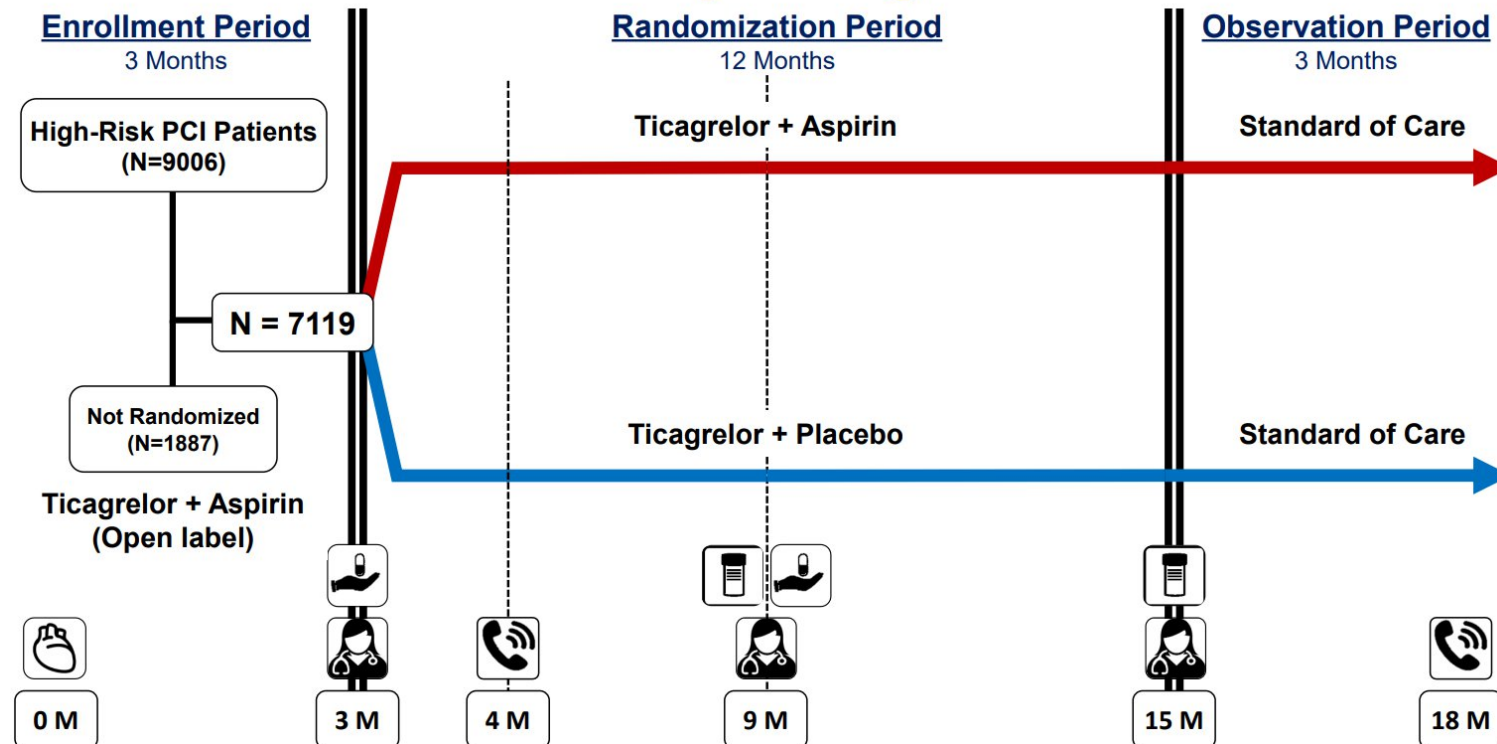 Enrollment Period
3 Months
Randomization Period
12 Months
Observation Period
3 Months
High-Risk PCI Patients
(N=9006)
Ticagrelor + Aspirin
Standard of Care
N = 7119
Not Randomized
(N=1887)
Ticagrelor + Aspirin
(Open label)
Ticagrelor + Placebo
Standard of Care
0 M
3 M
4 M
9 M
15 M
18 M